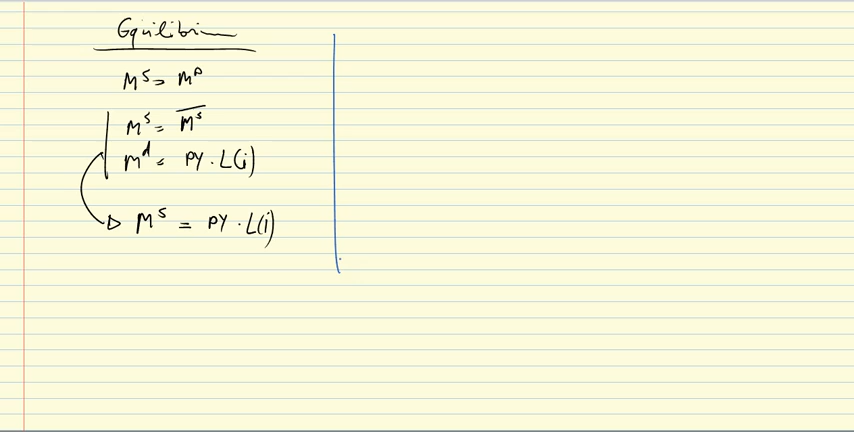 Equilibrium
M^S = M^D
M^S = \overline{M^S}
M^d = PY · L(i)
▷ M^S = PY · L(i)